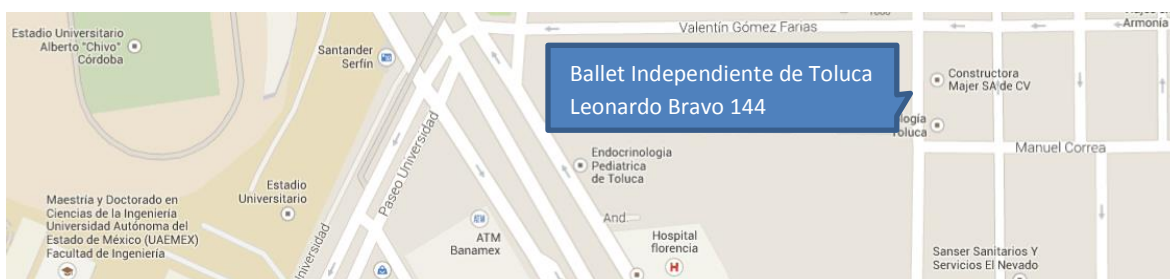 Estadio Universitario
Alberto "Chivo"
Córdoba
Santander
Serfin
Valentín Gómez Farias
Armonía
Ballet Independiente de Toluca
Leonardo Bravo 144
Constructora
Majer SA de CV
Toluca
Manuel Correa
Paseo Universidad
Endocrinologia
Pediatrica
de Toluca
Estadio
Universitario
Maestría y Doctorado en
Ciencias de la Ingeniería
Universidad Autónoma del
Estado de México (UAEMEX)
Facultad de Ingeniería
And.
ATM
Banamex
Hospital
florencia
H
Sanser Sanitarios Y
Servicios El Nevado